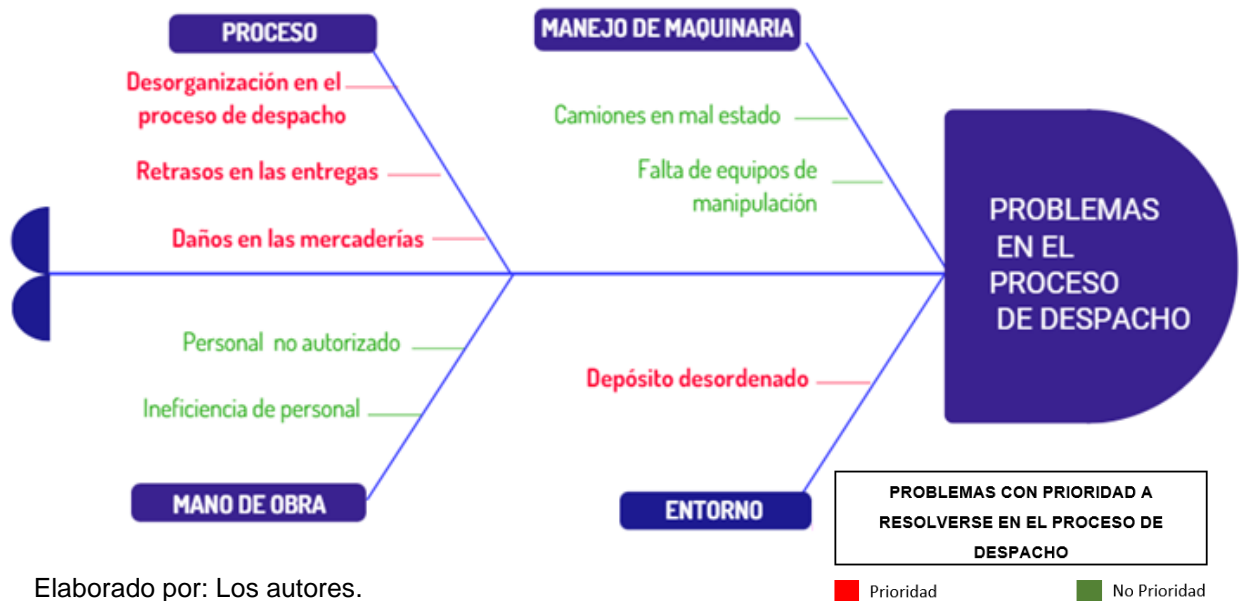 PROCESO
MANEJO DE MAQUINARIA
Desorganización en el
proceso de despacho
Retrasos en las entregas
Daños en las mercaderías
Camiones en mal estado
Falta de equipos de
manipulación
PROBLEMAS
EN EL
PROCESO
DE DESPACHO
Personal no autorizado
Ineficiencia de personal
Depósito desordenado
MANO DE OBRA
ENTORNO
PROBLEMAS CON PRIORIDAD A
RESOLVERSE EN EL PROCESO DE
DESPACHO
Prioridad
No Prioridad
Elaborado por: Los autores.